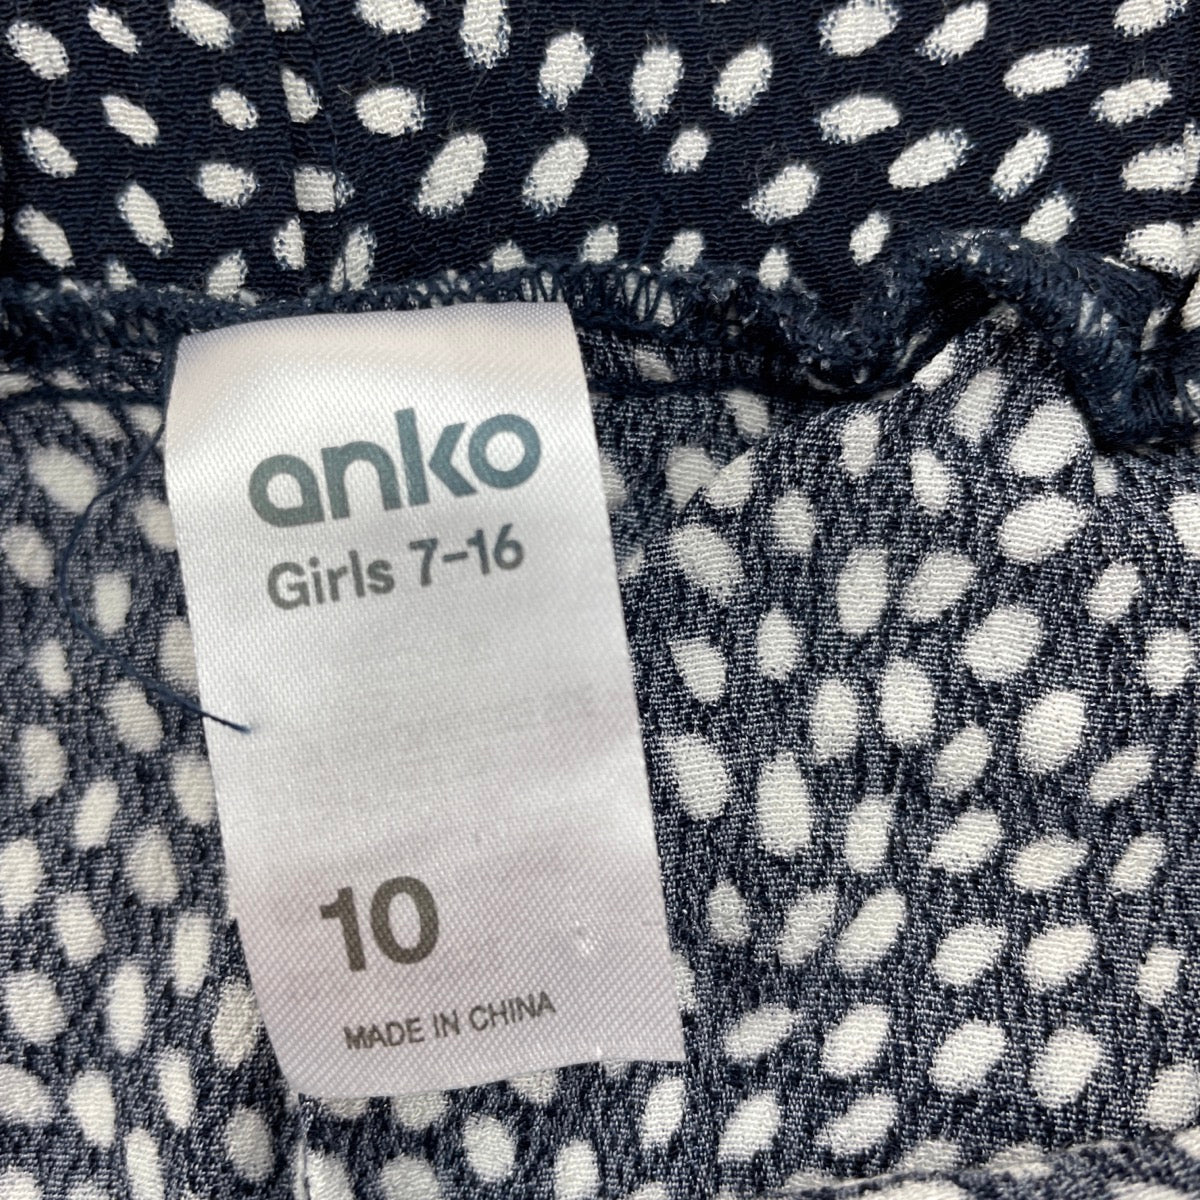 anko
Girls 7-16
10
MADE IN CHINA